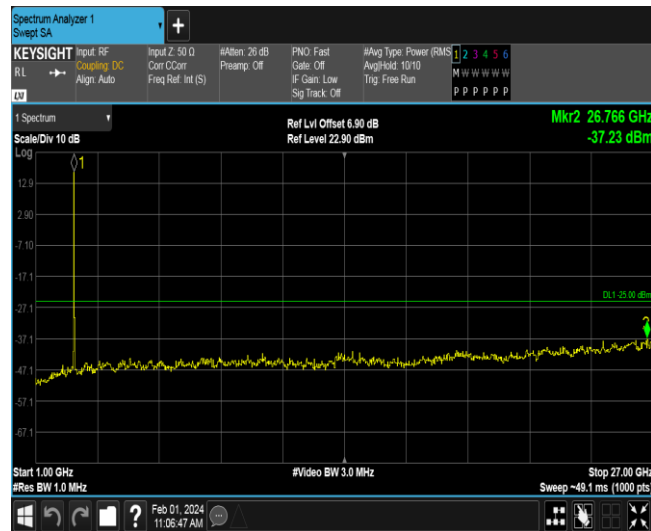 Spectrum Analyzer 1
Swept SA
+
KEYSIGHT Input: RF
RL Coupling: DC
Align: Auto
LXI
Input Z: 50 Ω
Corr CCorr
Freq Ref: Int (S)
#Atten: 26 dB
Preamp: Off
PNO: Fast
Gate: Off
IF Gain: Low
Sig Track: Off
#Avg Type: Power (RMS
Avg|Hold: 10/10
Trig: Free Run
1 2 3 4 5 6
M W W W W W
P P P P P P
1 Spectrum
Scale/Div 10 dB
Log
Ref Lvl Offset 6.90 dB
Ref Level 22.90 dBm
Mkr2 26.766 GHz
-37.23 dBm
1
12.9
2.90
-7.10
-17.1
DL1 -25.00 dBm
-27.1
2
-37.1
-47.1
-57.1
-67.1
Start 1.00 GHz
#Res BW 1.0 MHz
#Video BW 3.0 MHz
Stop 27.00 GHz
Sweep ~49.1 ms (1000 pts)
?
Feb 01, 2024
11:06:47 AM